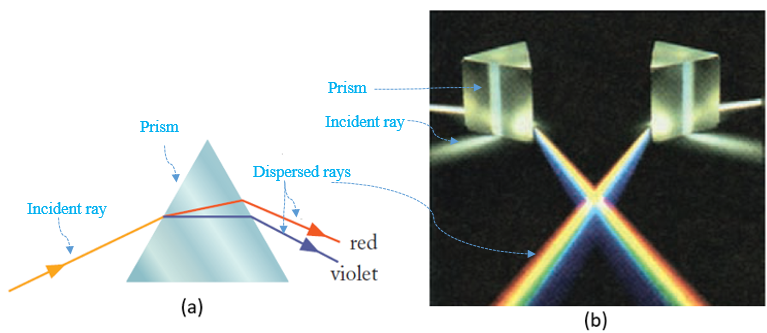 Prism
Incident ray
Dispersed rays
red
violet
(a)
Prism
Incident ray
(b)